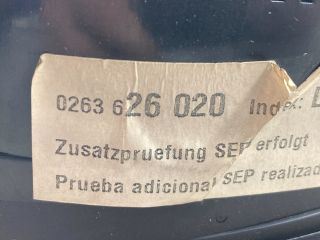 0263 626 020 Index:
Zusatzpruefung SEP erfolgt
Prueba adicional SEP realizad